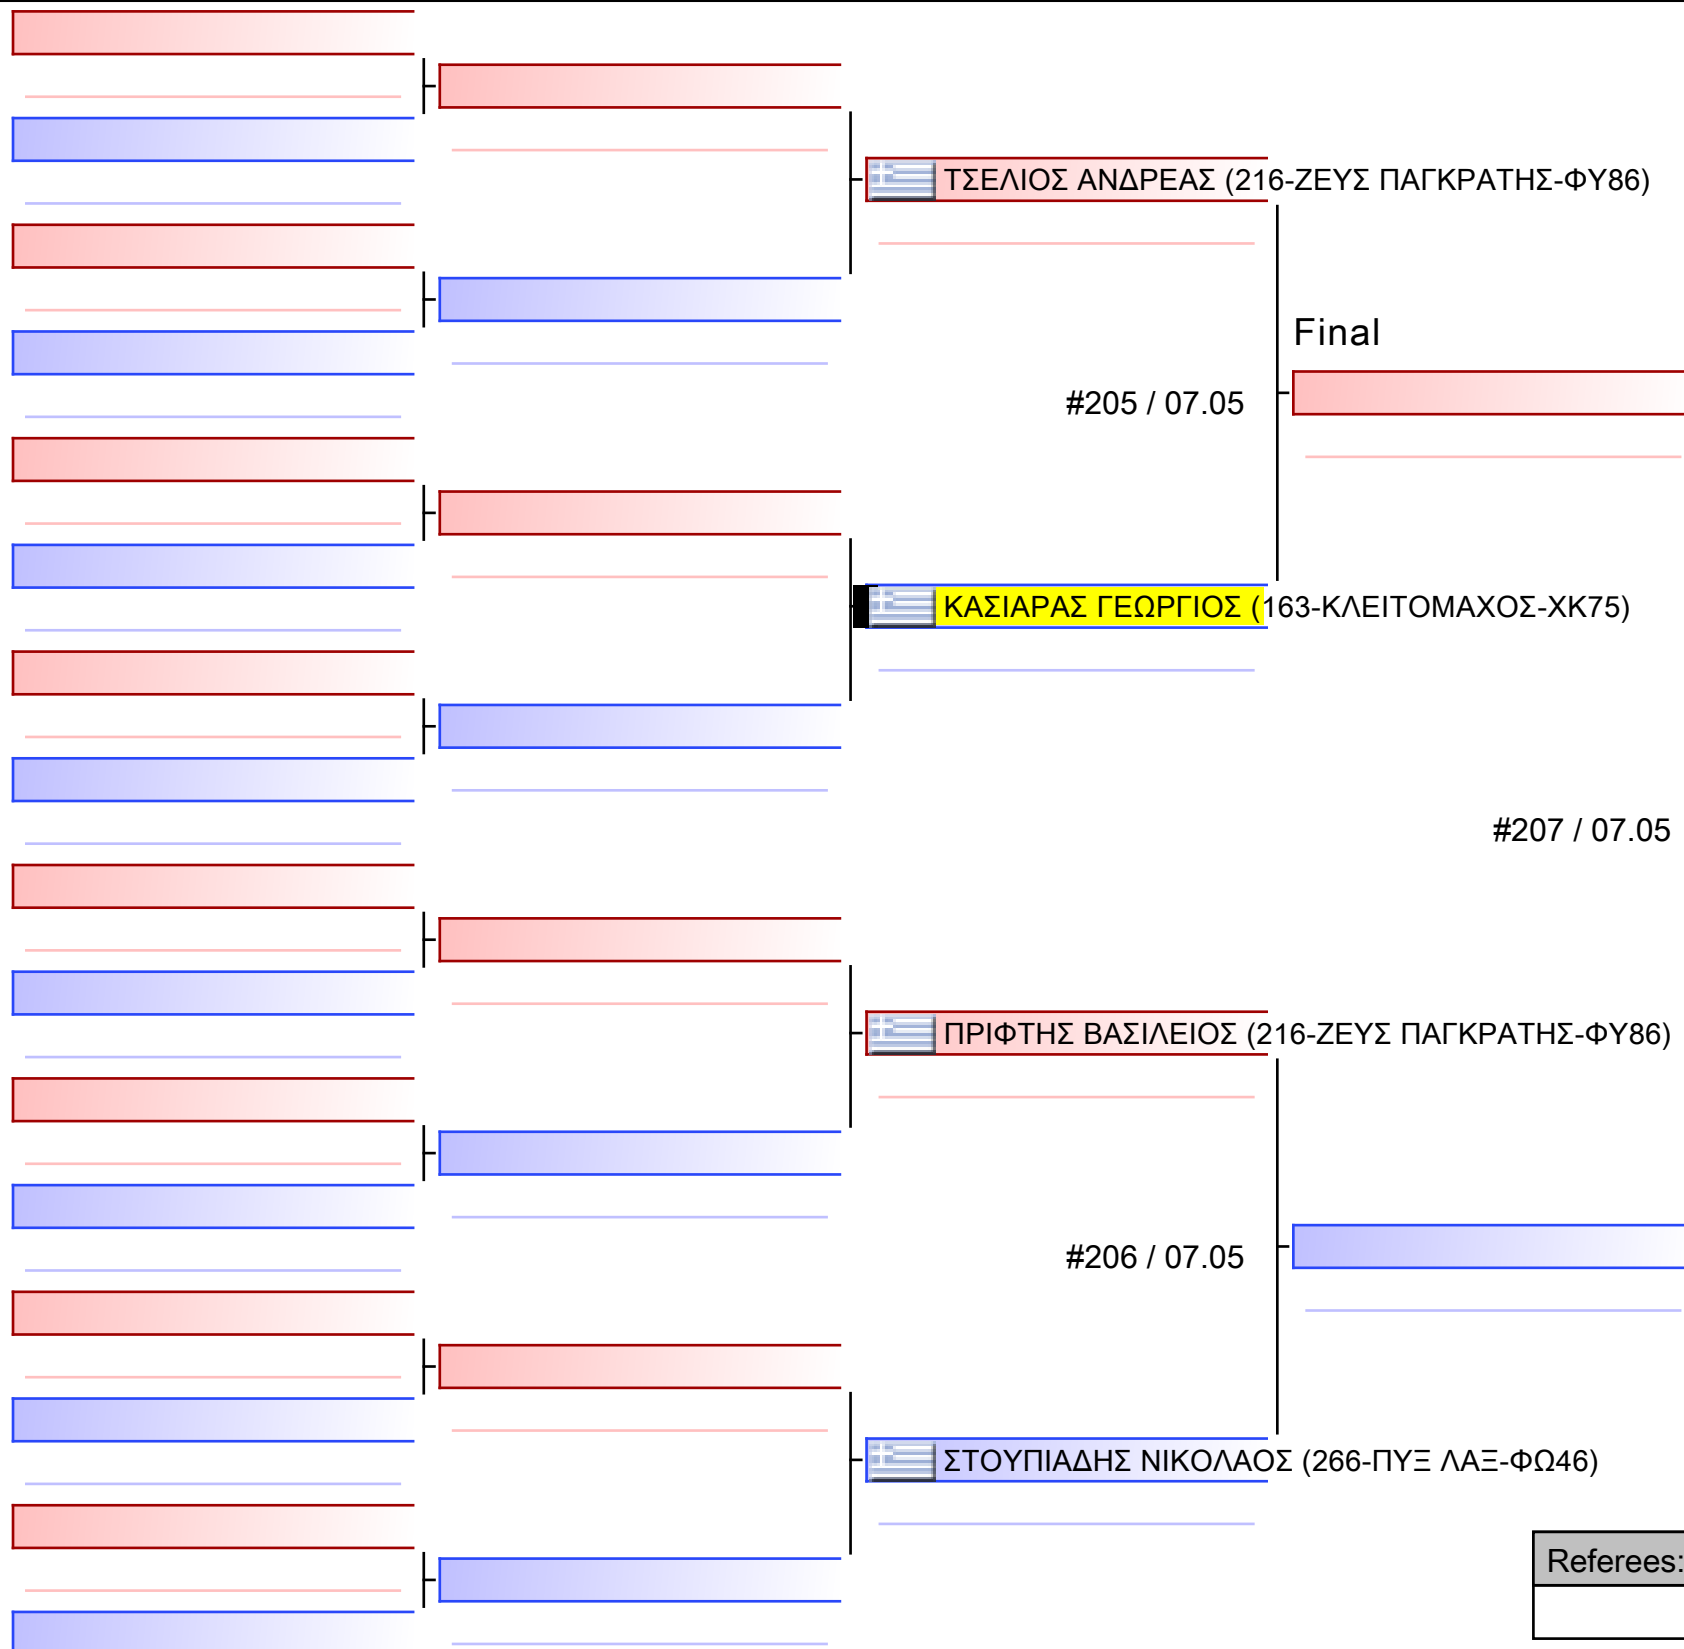 ΤΣΕΛΙΟΣ ΑΝΔΡΕΑΣ (216-ΖΕΥΣ ΠΑΓΚΡΑΤΗΣ-ΦΥ86)
Final
#205 / 07.05
ΚΑΣΙΑΡΑΣ ΓΕΩΡΓΙΟΣ (163-ΚΛΕΙΤΟΜΑΧΟΣ-ΧΚ75)
#207 / 07.05
ΠΡΙΦΤΗΣ ΒΑΣΙΛΕΙΟΣ (216-ΖΕΥΣ ΠΑΓΚΡΑΤΗΣ-ΦΥ86)
#206 / 07.05
ΣΤΟΥΠΙΑΔΗΣ ΝΙΚΟΛΑΟΣ (266-ΠΥΞ ΛΑΞ-ΦΩ46)
Referees: